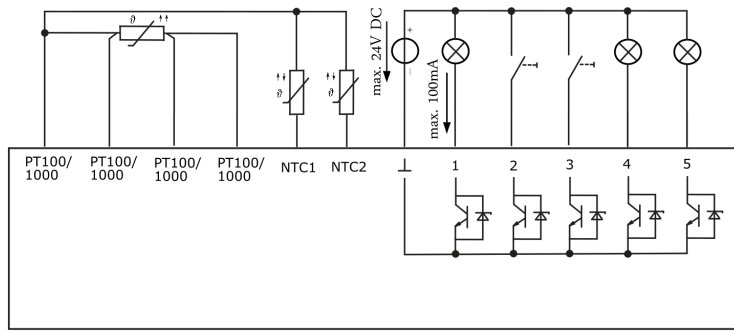 ϑ ↑↑
+
−
max. 24V DC
max. 100mA
↑↓
ϑ
↑↓
ϑ
PT100/
1000
PT100/
1000
PT100/
1000
PT100/
1000
NTC1
NTC2
⊥
1
2
3
4
5